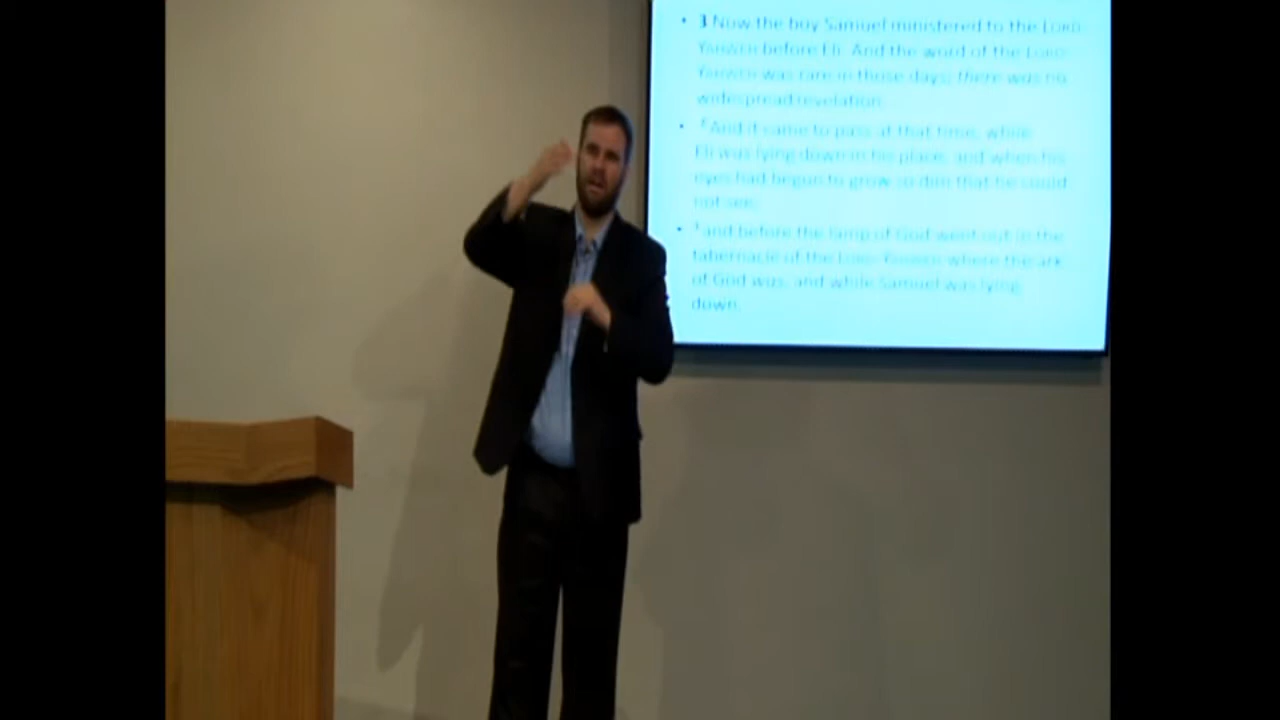 • 3 Now the boy Samuel ministered to the LORD
YAHWEH before Eli. And the word of the LORD
YAHWEH was rare in those days; there was no
widespread revelation.
• 2 And it came to pass at that time, while
Eli was lying down in his place, and when his
eyes had begun to grow so dim that he could
not see,
• 3 and before the lamp of God went out in the
tabernacle of the LORD YAHWEH where the ark
of God was, and while Samuel was lying
down.